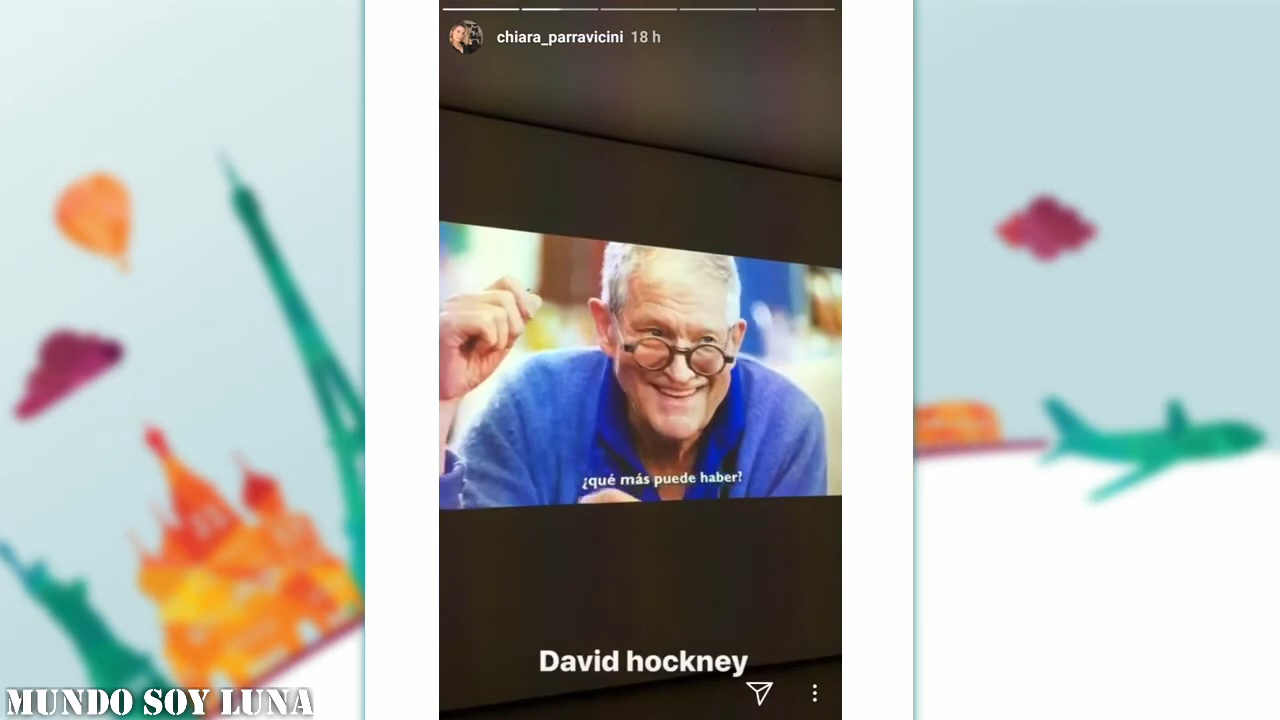 chiara_parravicini 18 h
¿qué más puede haber?
David hockney
MUNDO SOY LUNA